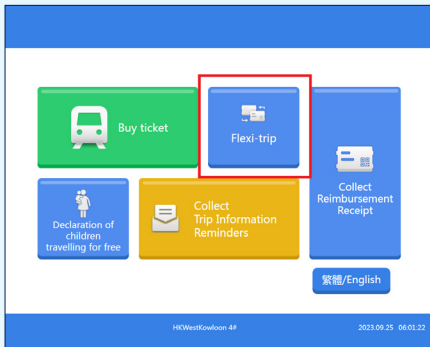 Buy ticket
Flexi-trip
Collect
Reimbursement
Receipt
Declaration of
children
travelling for free
Collect
Trip Information
Reminders
繁體/English
HKWestKowloon 4#
2023.09.25 06:01:22